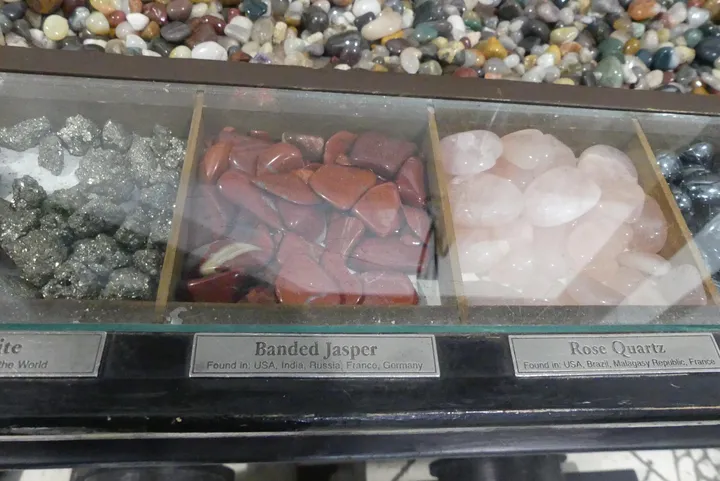 ite
the World
Banded Jasper
Found in: USA, India, Russia, France, Germany
Rose Quartz
Found in: USA, Brazil, Malagasy Republic, France